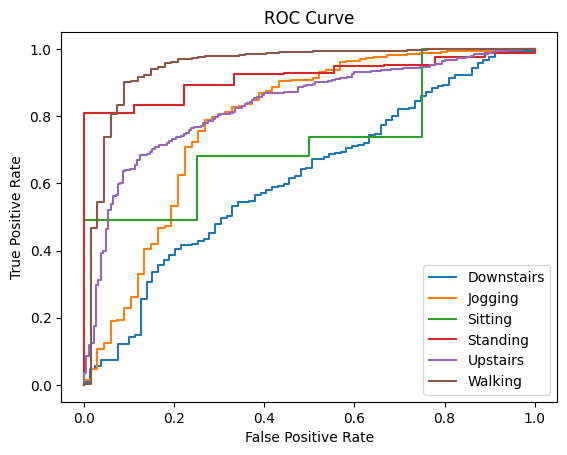 ROC Curve
True Positive Rate
1.0
0.8
0.6
0.4
0.2
0.0
Downstairs
Jogging
Sitting
Standing
Upstairs
Walking
0.0 0.2 0.4 0.6 0.8 1.0
False Positive Rate